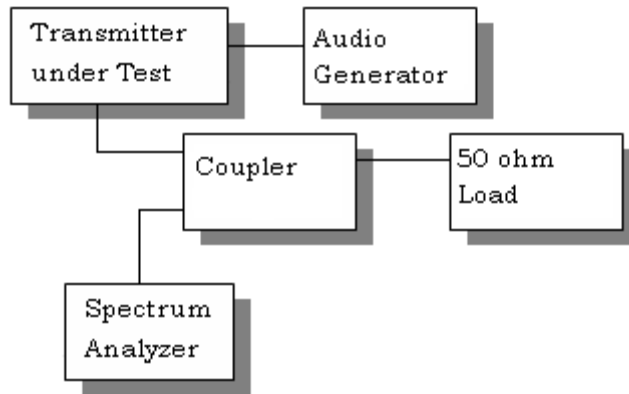 Transmitter
under Test
Audio
Generator
Coupler
50 ohm
Load
Spectrum
Analyzer